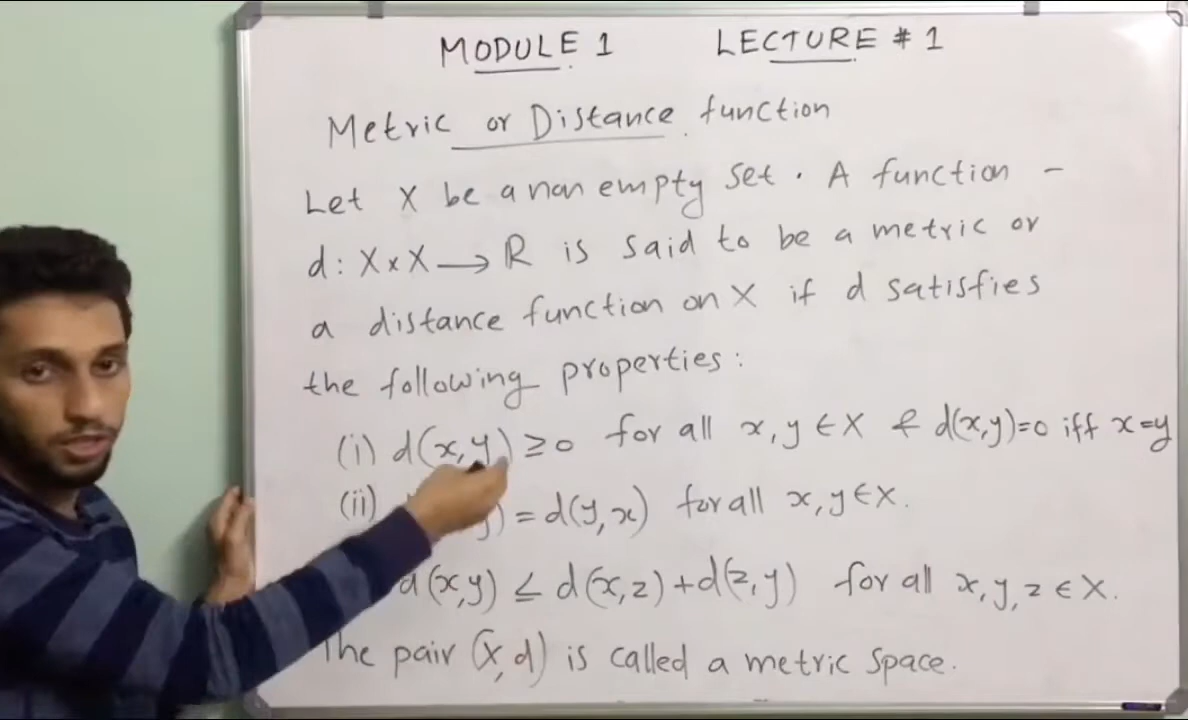 MODULE 1 LECTURE # 1
Metric or Distance function
Let X be a non empty set. A function -
d: X×X → R is said to be a metric or
a distance function on X if d satisfies
the following properties:
(i) d(x,y) ≥ 0 for all x, y ∈ X & d(x,y)=0 iff x=y
(ii) y) = d(y,x) for all x, y ∈ X.
d(x,y) ≤ d(x,z)+d(z,y) for all x, y, z ∈ X.
The pair (X,d) is called a metric space.